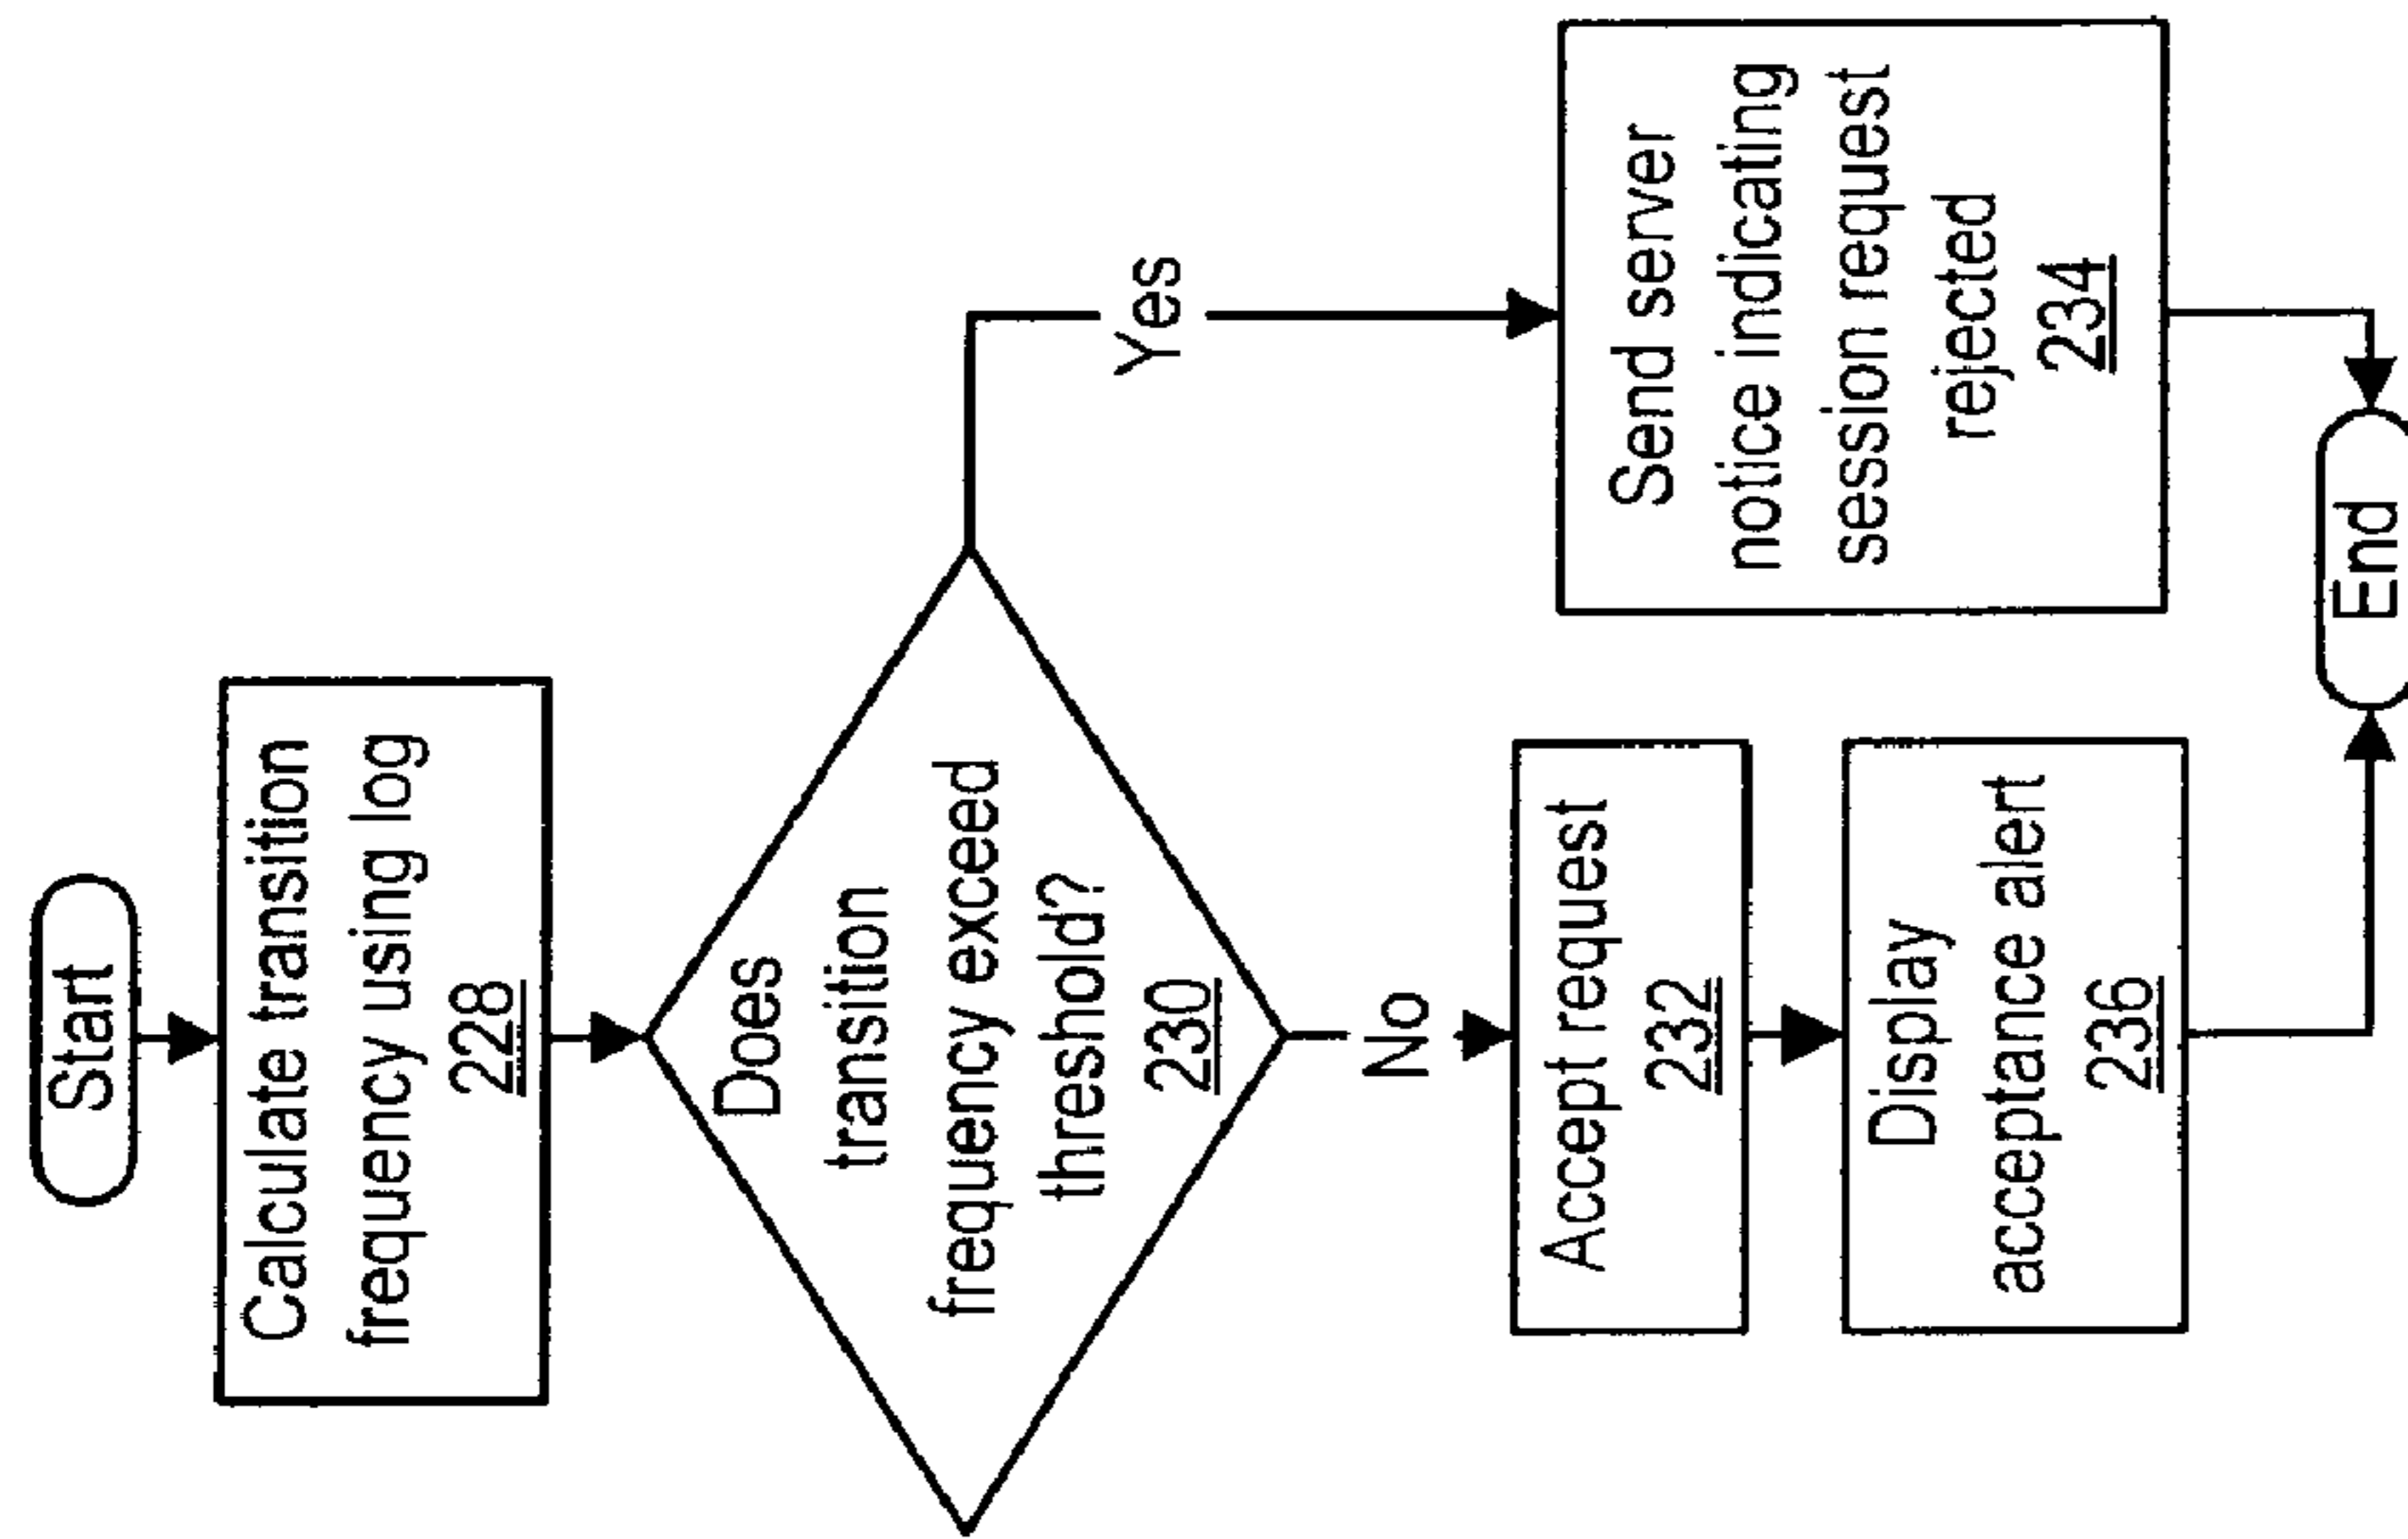 Start
Calculate transition
frequency using log
228
Does
transition
frequency exceed
threshold?
230
Yes
No
Accept request
232
Display
acceptance alert
236
Send server
notice indicating
session request
rejected
234
End